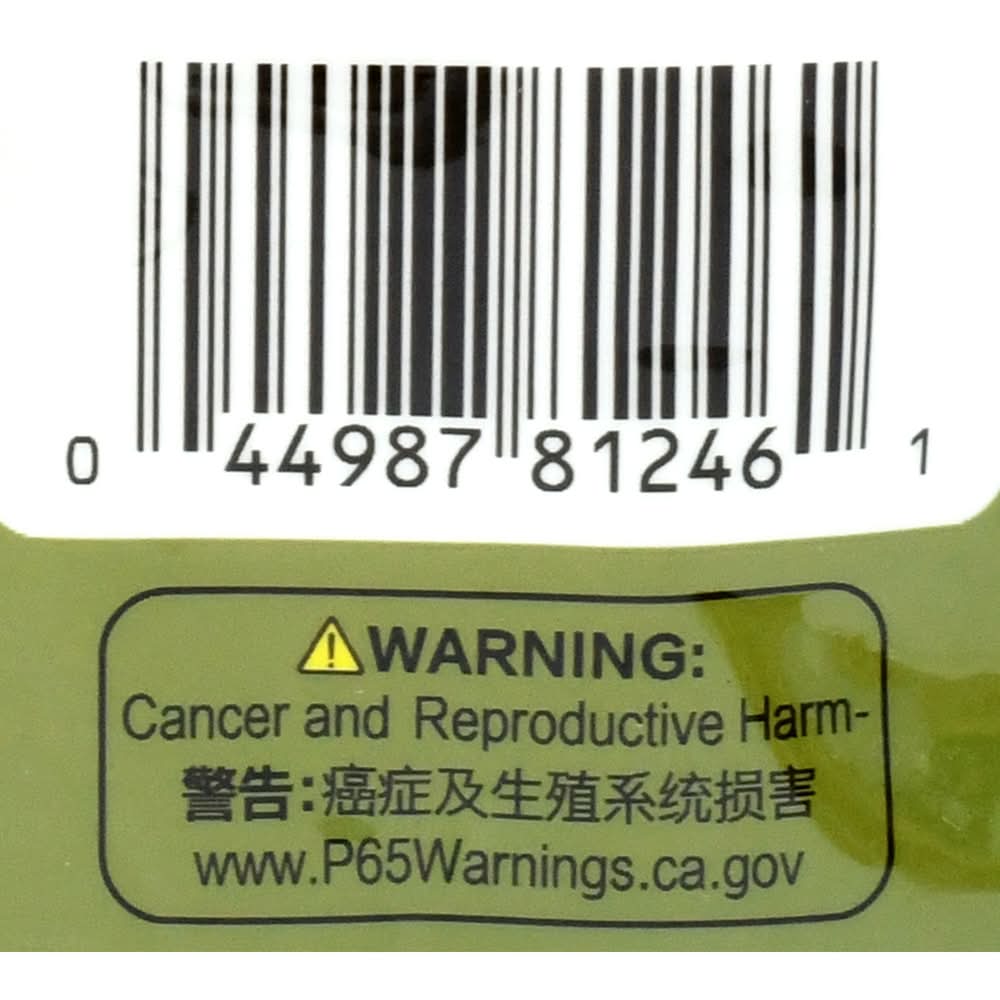 0 44987 81246 1
WARNING:
Cancer and Reproductive Harm-
警告:癌症及生殖系统损害
www.P65Warnings.ca.gov